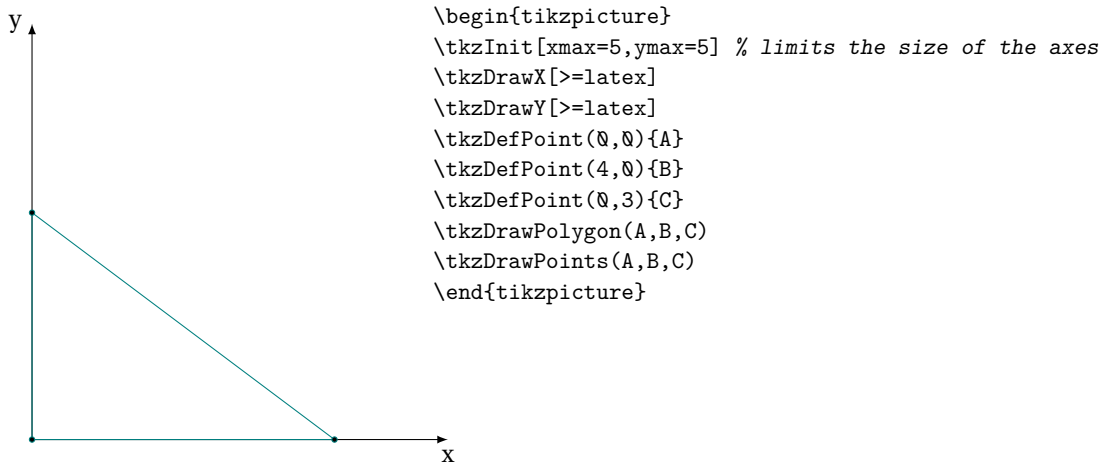 y
x
\begin{tikzpicture}
\tkzInit[xmax=5,ymax=5] % limits the size of the axes
\tkzDrawX[>=latex]
\tkzDrawY[>=latex]
\tkzDefPoint(0,0){A}
\tkzDefPoint(4,0){B}
\tkzDefPoint(0,3){C}
\tkzDrawPolygon(A,B,C)
\tkzDrawPoints(A,B,C)
\end{tikzpicture}